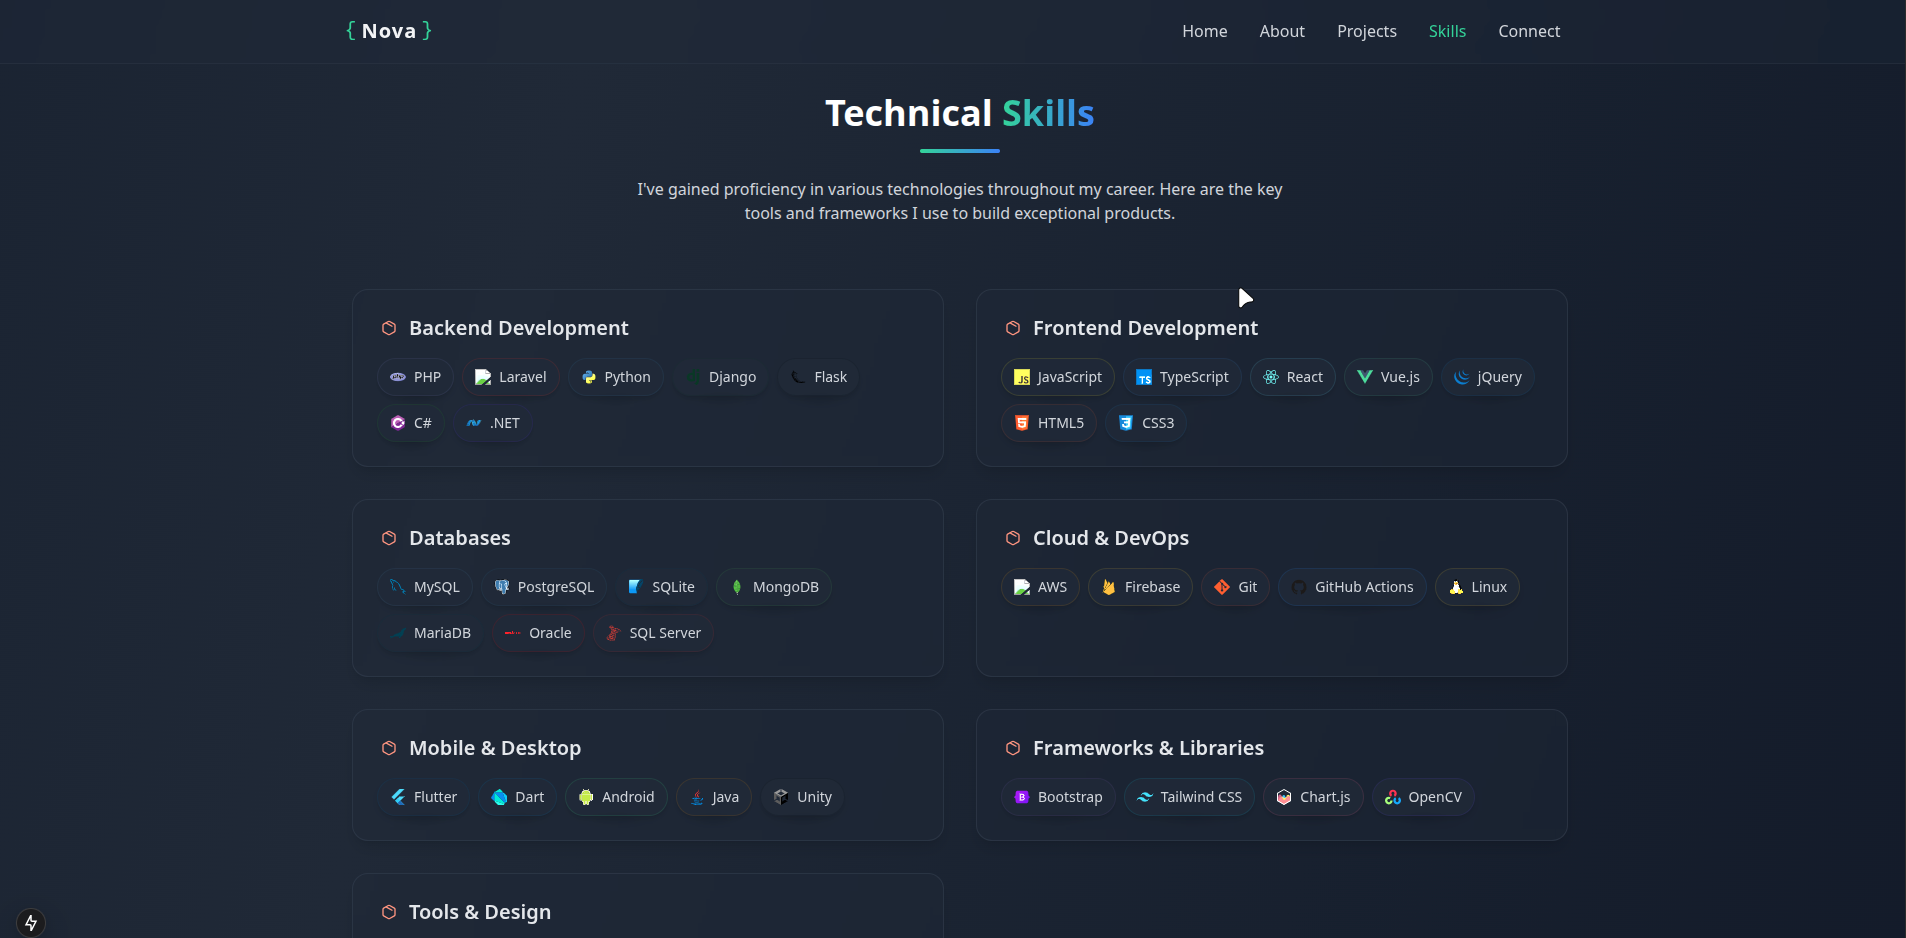 { Nova }
Home About Projects Skills Connect
Technical Skills
I've gained proficiency in various technologies throughout my career. Here are the key
tools and frameworks I use to build exceptional products.
Backend Development
PHP Laravel Python Django Flask
C# .NET
Frontend Development
JavaScript TypeScript React Vue.js jQuery
HTML5 CSS3
Databases
MySQL PostgreSQL SQLite MongoDB
MariaDB Oracle SQL Server
Cloud & DevOps
AWS Firebase Git GitHub Actions Linux
Mobile & Desktop
Flutter Dart Android Java Unity
Frameworks & Libraries
Bootstrap Tailwind CSS Chart.js OpenCV
Tools & Design